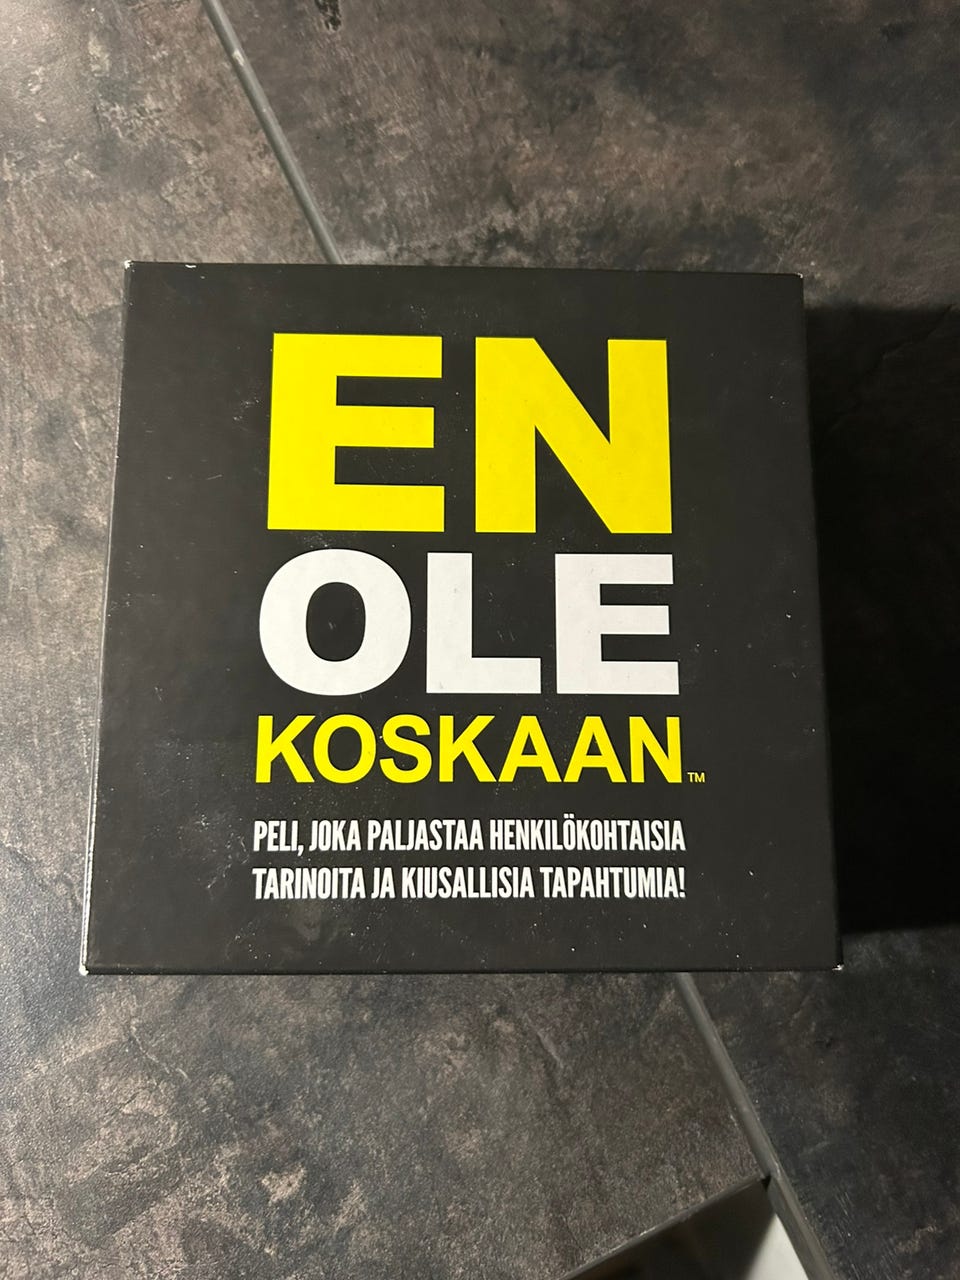 EN
OLE
KOSKAAN™
PELI, JOKA PALJASTAA HENKILÖKOHTAISIA
TARINOITA JA KIUSALLISIA TAPAHTUMIA!